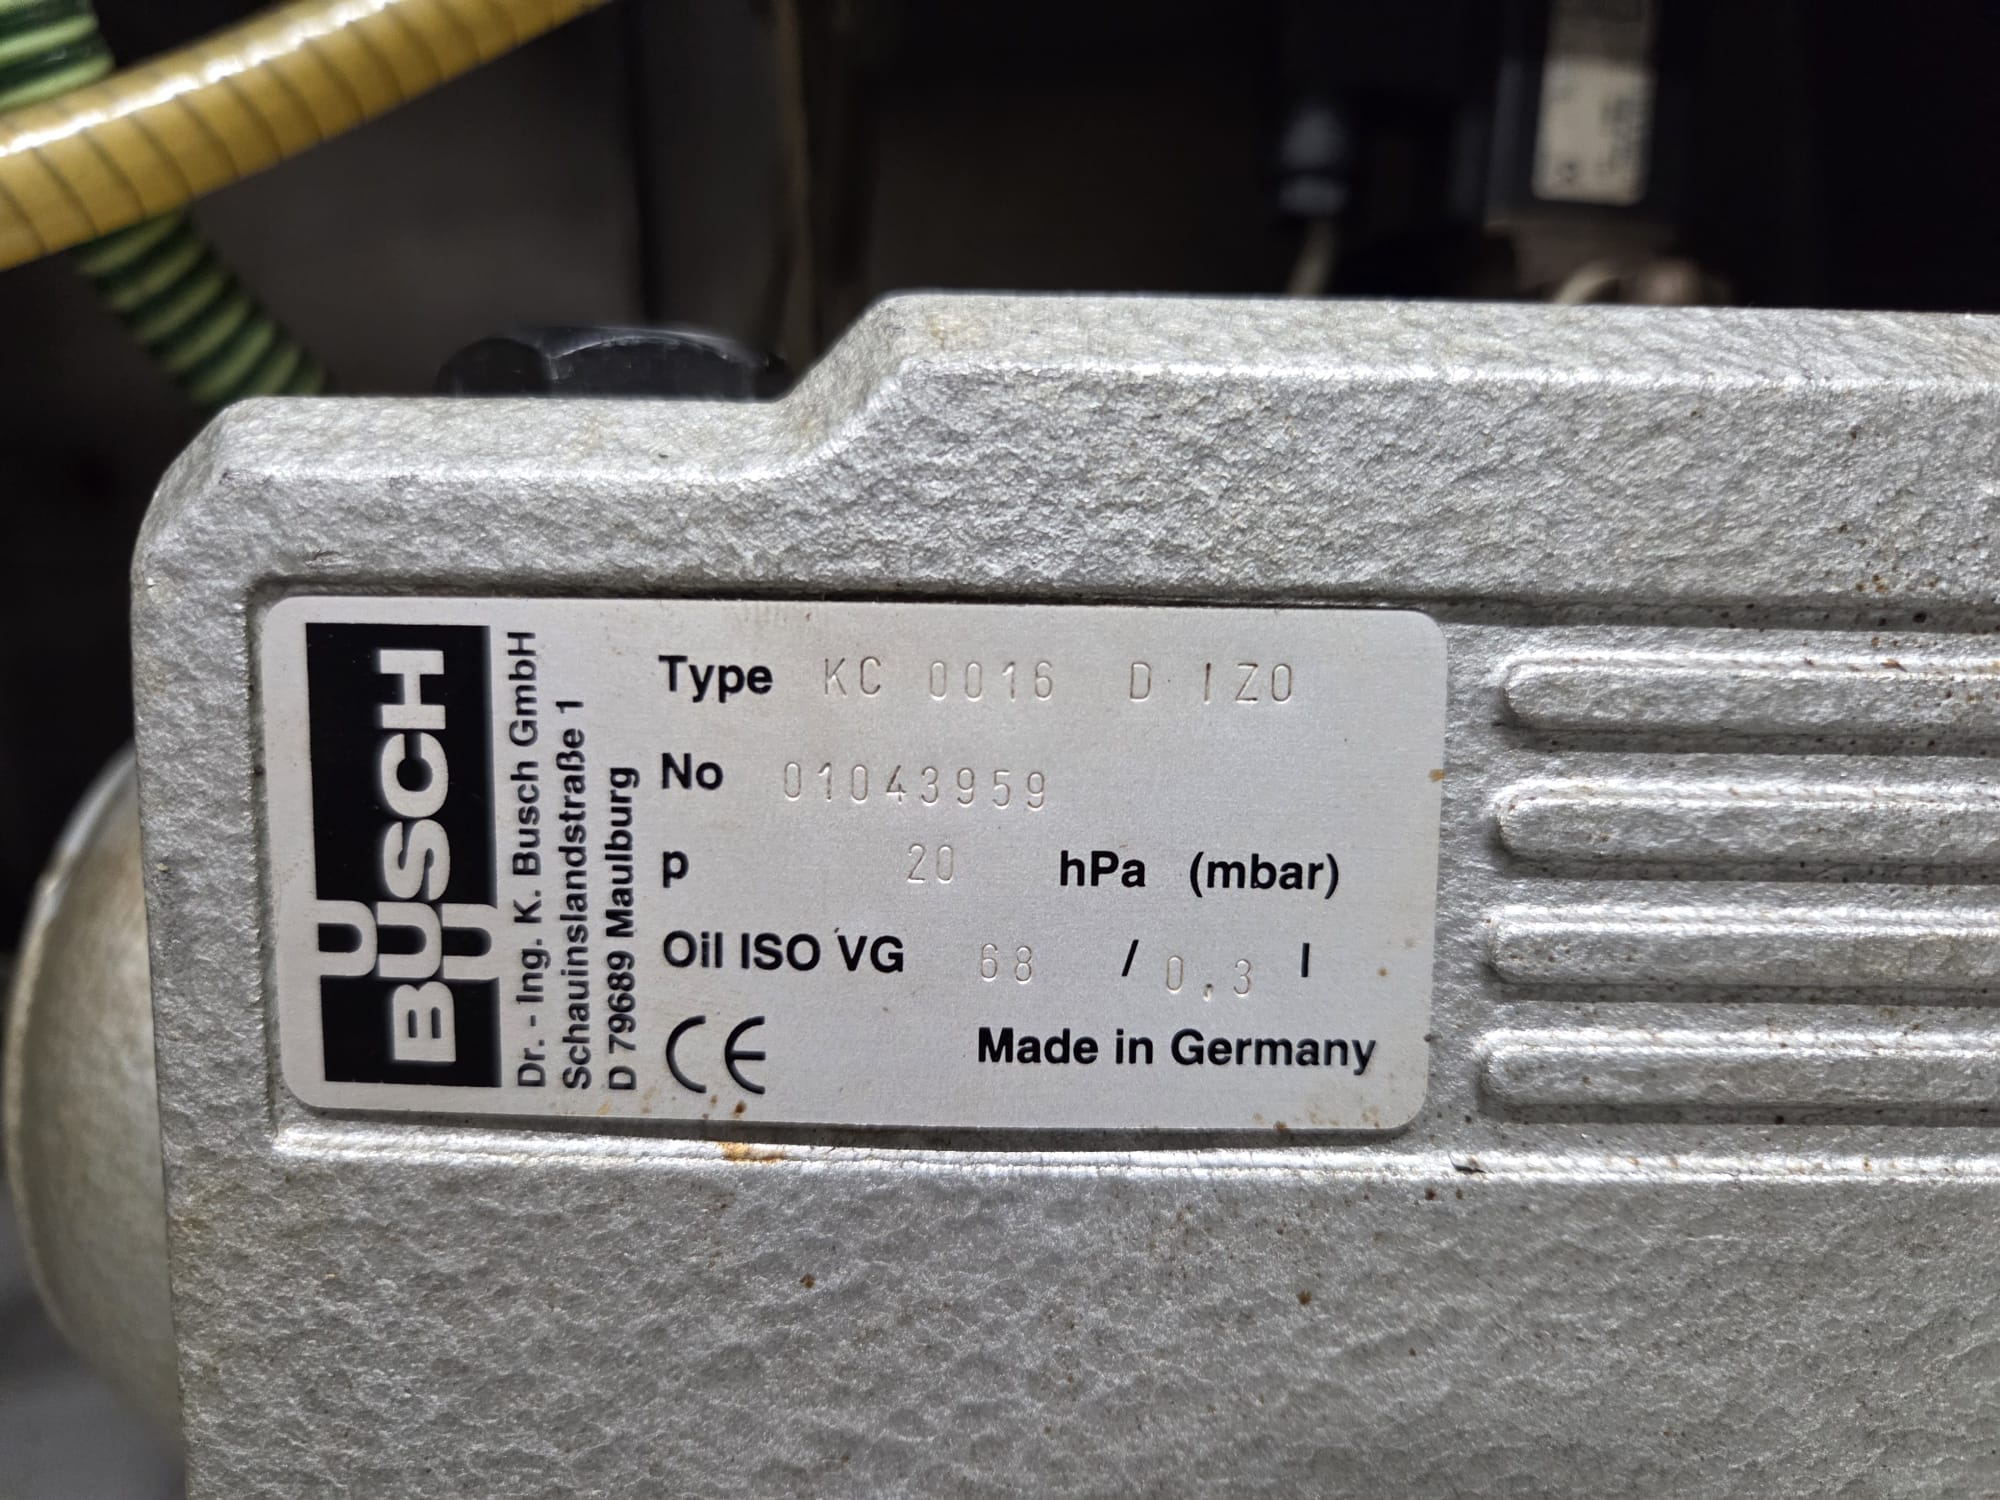 BUSCH
Dr. - Ing. K. Busch GmbH
Schauinslandstraße 1
D 79689 Maulburg
Type KC 0016 D IZ0
No 01043959
p 20 hPa (mbar)
Oil ISO VG 68 / 0,3 l
CE Made in Germany